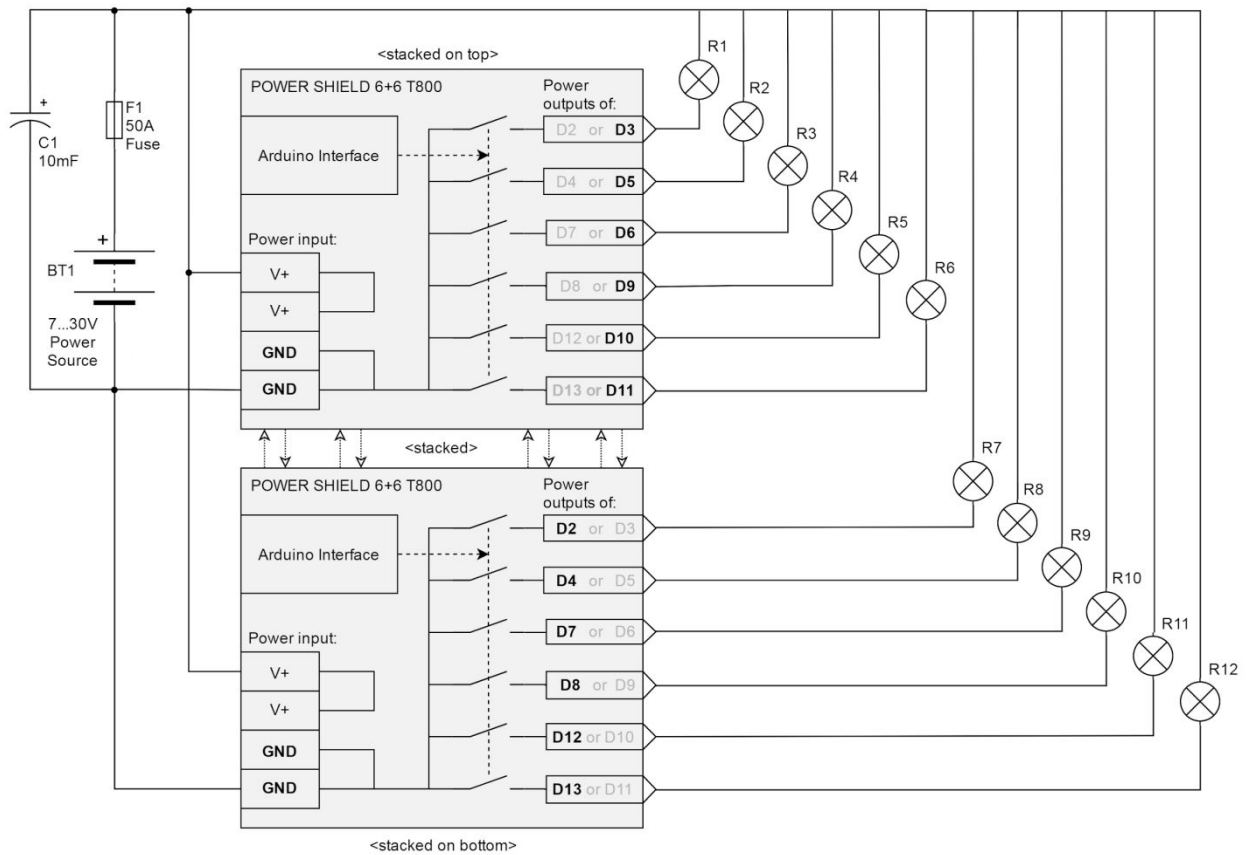 <stacked on top>
POWER SHIELD 6+6 T800
Power
outputs of:
Arduino Interface
D2 or D3
D4 or D5
D7 or D6
D8 or D9
D12 or D10
D13 or D11
Power input:
V+
V+
GND
GND
+
C1
10mF
F1
50A
Fuse
+
BT1
7...30V
Power
Source
R1
R2
R3
R4
R5
R6
<stacked>
POWER SHIELD 6+6 T800
Power
outputs of:
Arduino Interface
D2 or D3
D4 or D5
D7 or D6
D8 or D9
D12 or D10
D13 or D11
Power input:
V+
V+
GND
GND
R7
R8
R9
R10
R11
R12
<stacked on bottom>